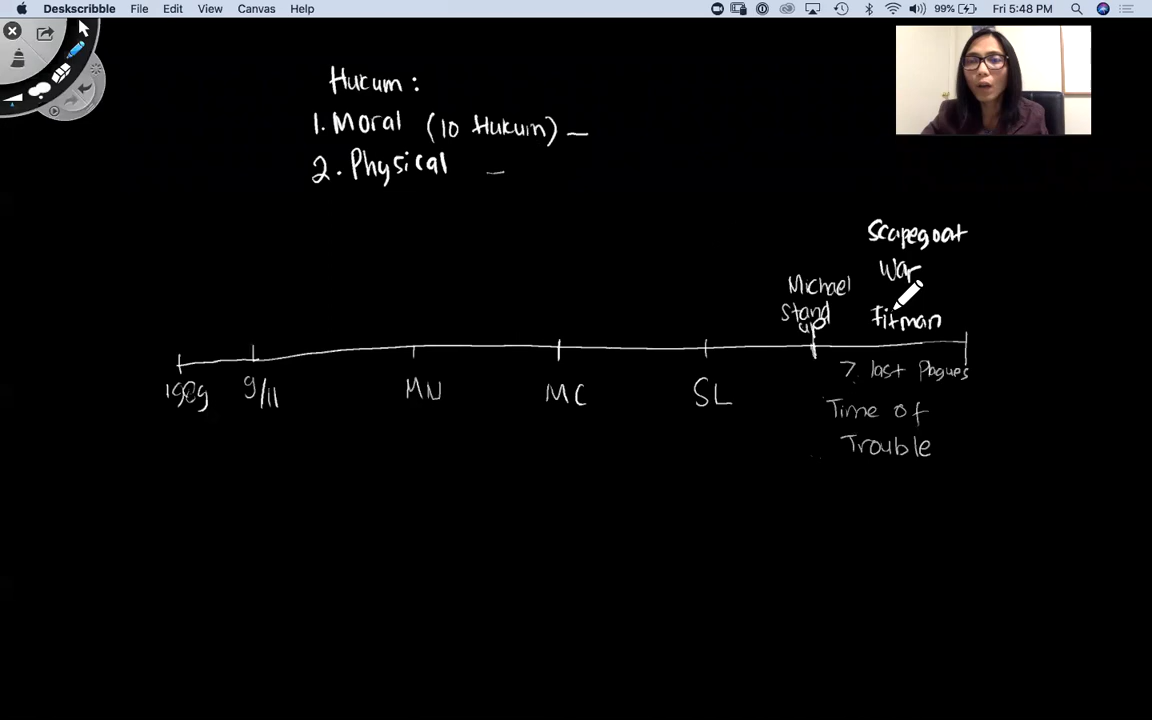 Deskscribble File Edit View Canvas Help 99% Fri 5:48 PM
Hukum :
1. Moral (10 Hukum) –
2. Physical –
Scapegoat
War
Fitman
Michael
Stand
up
1989 9/11 MN MC SL
7 last Plagues
Time of
Trouble